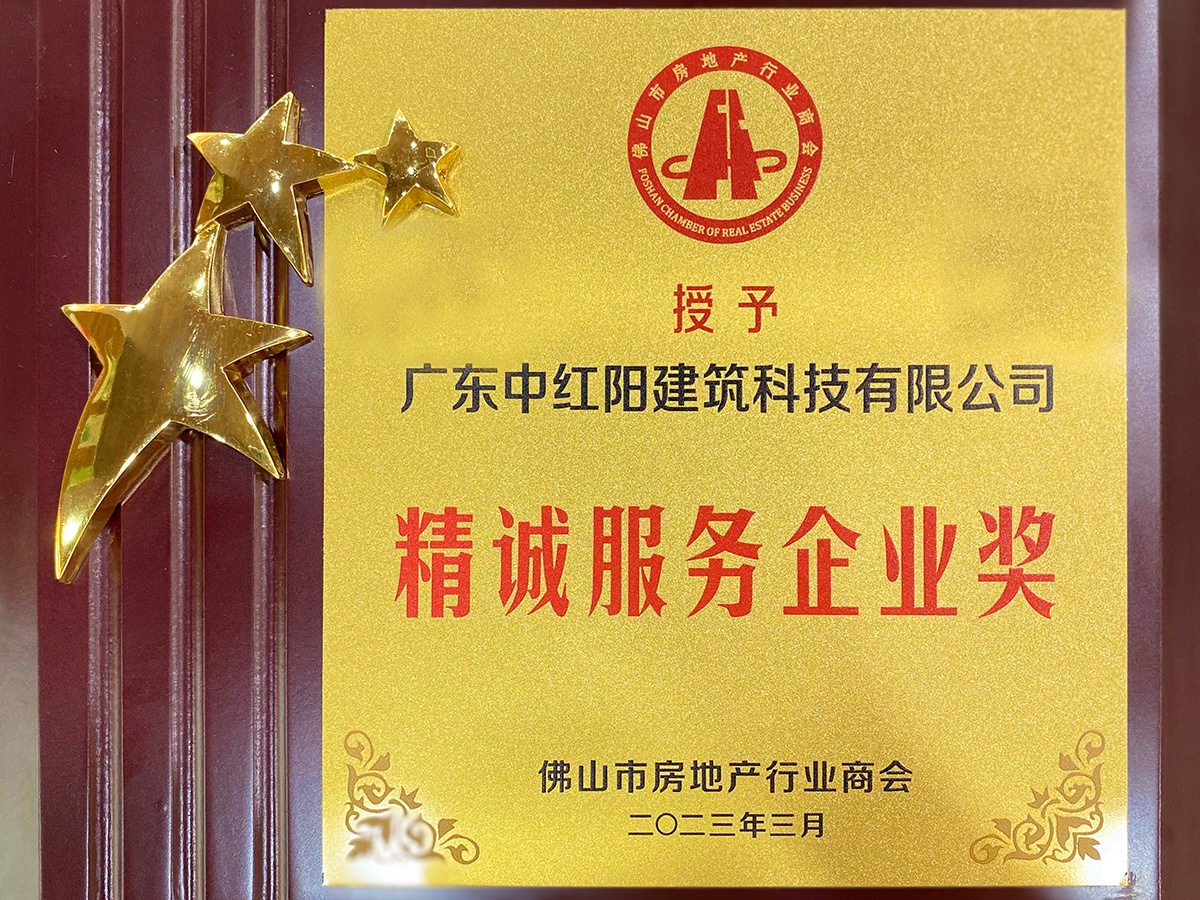 佛山市房地产行业商会
FOSHAN CHAMBER OF REAL ESTATE BUSINESS
授予
广东中红阳建筑科技有限公司
精诚服务企业奖
佛山市房地产行业商会
二〇二三年三月